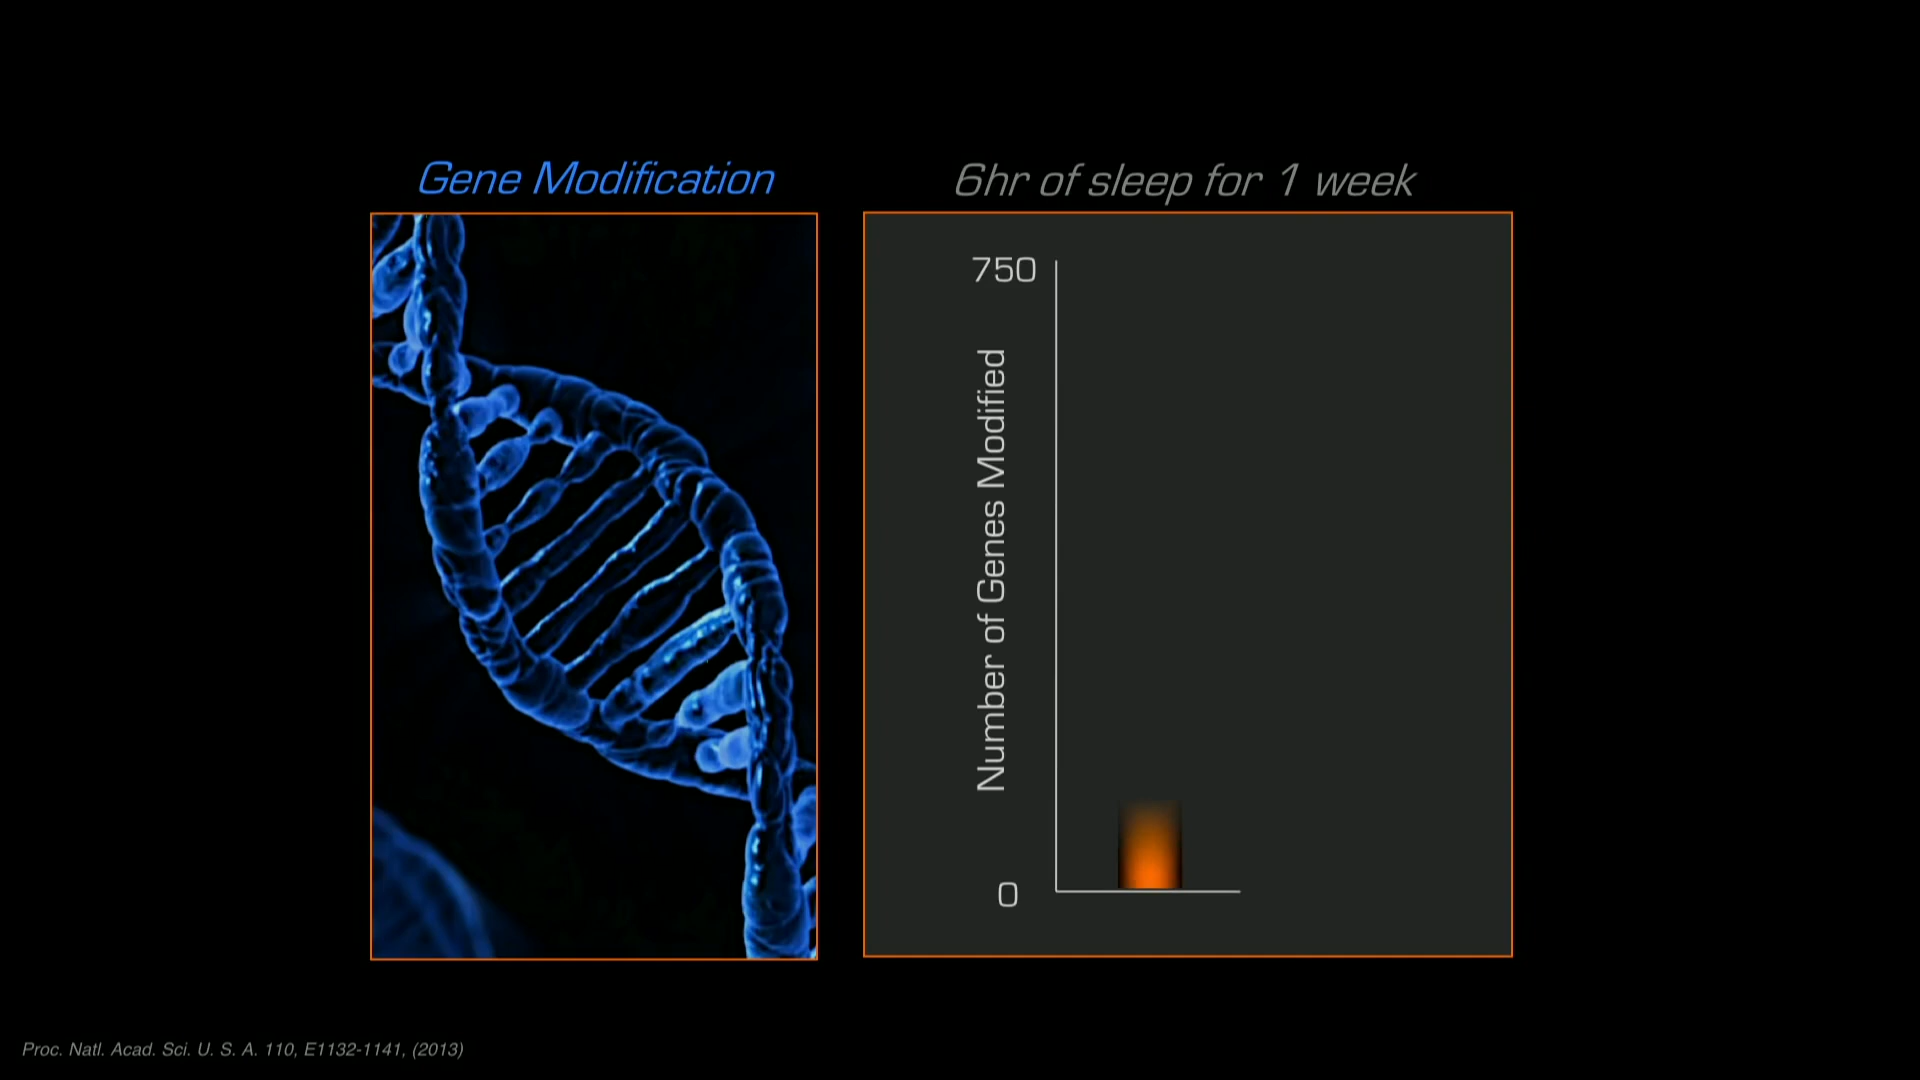 Gene Modification
6hr of sleep for 1 week
750
Number of Genes Modified
0
Proc. Natl. Acad. Sci. U. S. A. 110, E1132-1141, (2013)